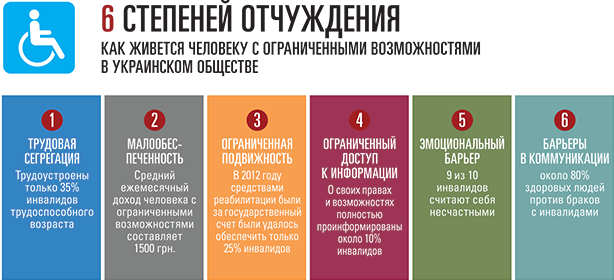 6 СТЕПЕНЕЙ ОТЧУЖДЕНИЯ
КАК ЖИВЕТСЯ ЧЕЛОВЕКУ С ОГРАНИЧЕННЫМИ ВОЗМОЖНОСТЯМИ
В УКРАИНСКОМ ОБЩЕСТВЕ
1
ТРУДОВАЯ
СЕГРЕГАЦИЯ
Трудоустроены
только 35%
инвалидов
трудоспособного
возраста
2
МАЛООБЕС-
ПЕЧЕННОСТЬ
Средний
ежемесячный
доход человека с
ограниченными
возможностями
составляет
1500 грн.
3
ОГРАНИЧЕННАЯ
ПОДВИЖНОСТЬ
В 2012 году
средствами
реабилитации были
за государственный
счет были удалось
обеспечить только
25% инвалидов
4
ОГРАНИЧЕННЫЙ
ДОСТУП
К ИНФОРМАЦИИ
О своих правах
и возможностях
полностью
проинформированы
около 10%
инвалидов
5
ЭМОЦИОНАЛЬНЫЙ
БАРЬЕР
9 из 10
инвалидов
считают себя
несчастными
6
БАРЬЕРЫ
В КОММУНИКАЦИИ
около 80%
здоровых людей
против браков
с инвалидами